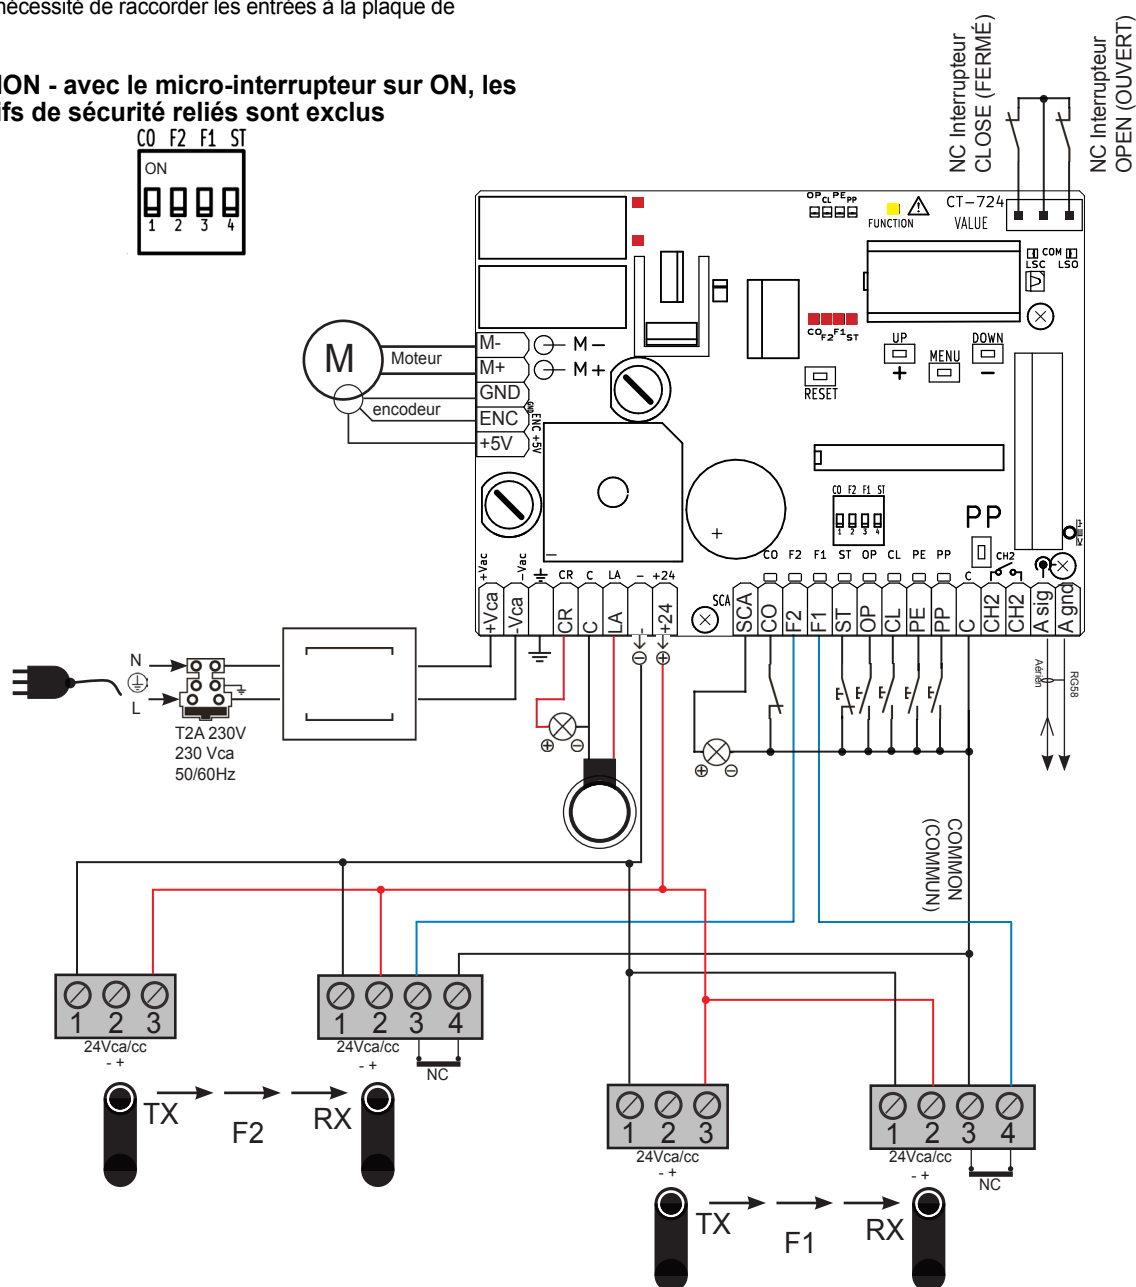 nécessité de raccorder les entrées à la plaque de
ION - avec le micro-interrupteur sur ON, les
ifs de sécurité reliés sont exclus
CO F2 F1 ST
ON
1 2 3 4
NC Interrupteur
CLOSE (FERMÉ)
NC Interrupteur
OPEN (OUVERT)
OP CL PE PP
FUNCTION
CT-724
VALUE
LSC COM LSO
CO F2 F1 ST
UP
+
MENU
DOWN
-
RESET
M
Moteur
encodeur
M-
M+
GND
ENC
+5V
M-
M+
GND ENC +5V
CO F2 F1 ST
1 2 3 4
PP
CH2
+
-
+Vac -Vac CR C LA - +24
SCA
CO F2 F1 ST OP CL PE PP C
+Vca -Vca CR C LA - +24
SCA CO F2 F1 ST OP CL PE PP C CH2 CH2 A sig A gnd
N
L
T2A 230V
230 Vca
50/60Hz
Aérien
RG58
COMMON
(COMMUN)
1 2 3
24Vca/cc
- +
1 2 3 4
24Vca/cc
- +
NC
TX
F2
RX
1 2 3
24Vca/cc
- +
1 2 3 4
24Vca/cc
- +
NC
TX
F1
RX